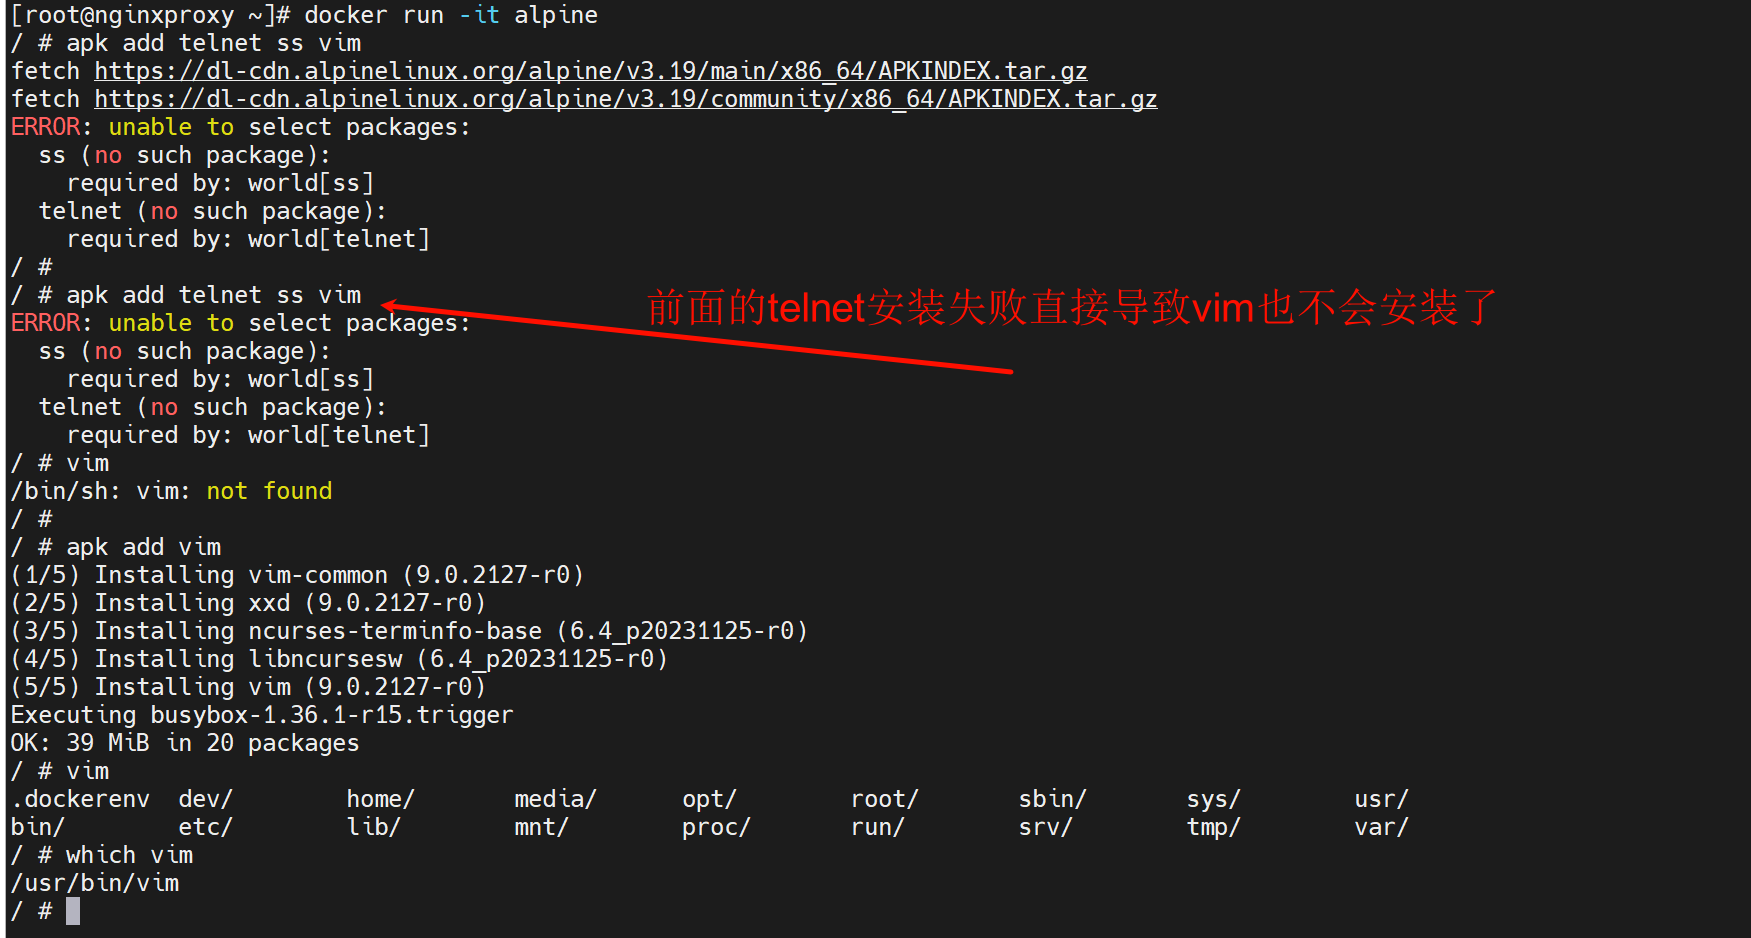 [root@nginxproxy ~]# docker run -it alpine
/ # apk add telnet ss vim
fetch https://dl-cdn.alpinelinux.org/alpine/v3.19/main/x86_64/APKINDEX.tar.gz
fetch https://dl-cdn.alpinelinux.org/alpine/v3.19/community/x86_64/APKINDEX.tar.gz
ERROR: unable to select packages:
  ss (no such package):
    required by: world[ss]
  telnet (no such package):
    required by: world[telnet]
/ #
/ # apk add telnet ss vim
前面的telnet安装失败直接导致vim也不会安装了
ERROR: unable to select packages:
  ss (no such package):
    required by: world[ss]
  telnet (no such package):
    required by: world[telnet]
/ # vim
/bin/sh: vim: not found
/ #
/ # apk add vim
(1/5) Installing vim-common (9.0.2127-r0)
(2/5) Installing xxd (9.0.2127-r0)
(3/5) Installing ncurses-terminfo-base (6.4_p20231125-r0)
(4/5) Installing libncursesw (6.4_p20231125-r0)
(5/5) Installing vim (9.0.2127-r0)
Executing busybox-1.36.1-r15.trigger
OK: 39 MiB in 20 packages
/ # vim
.dockerenv  dev/        home/       media/      opt/        root/       sbin/       sys/        usr/
bin/        etc/        lib/        mnt/        proc/       run/        srv/        tmp/        var/
/ # which vim
/usr/bin/vim
/ #